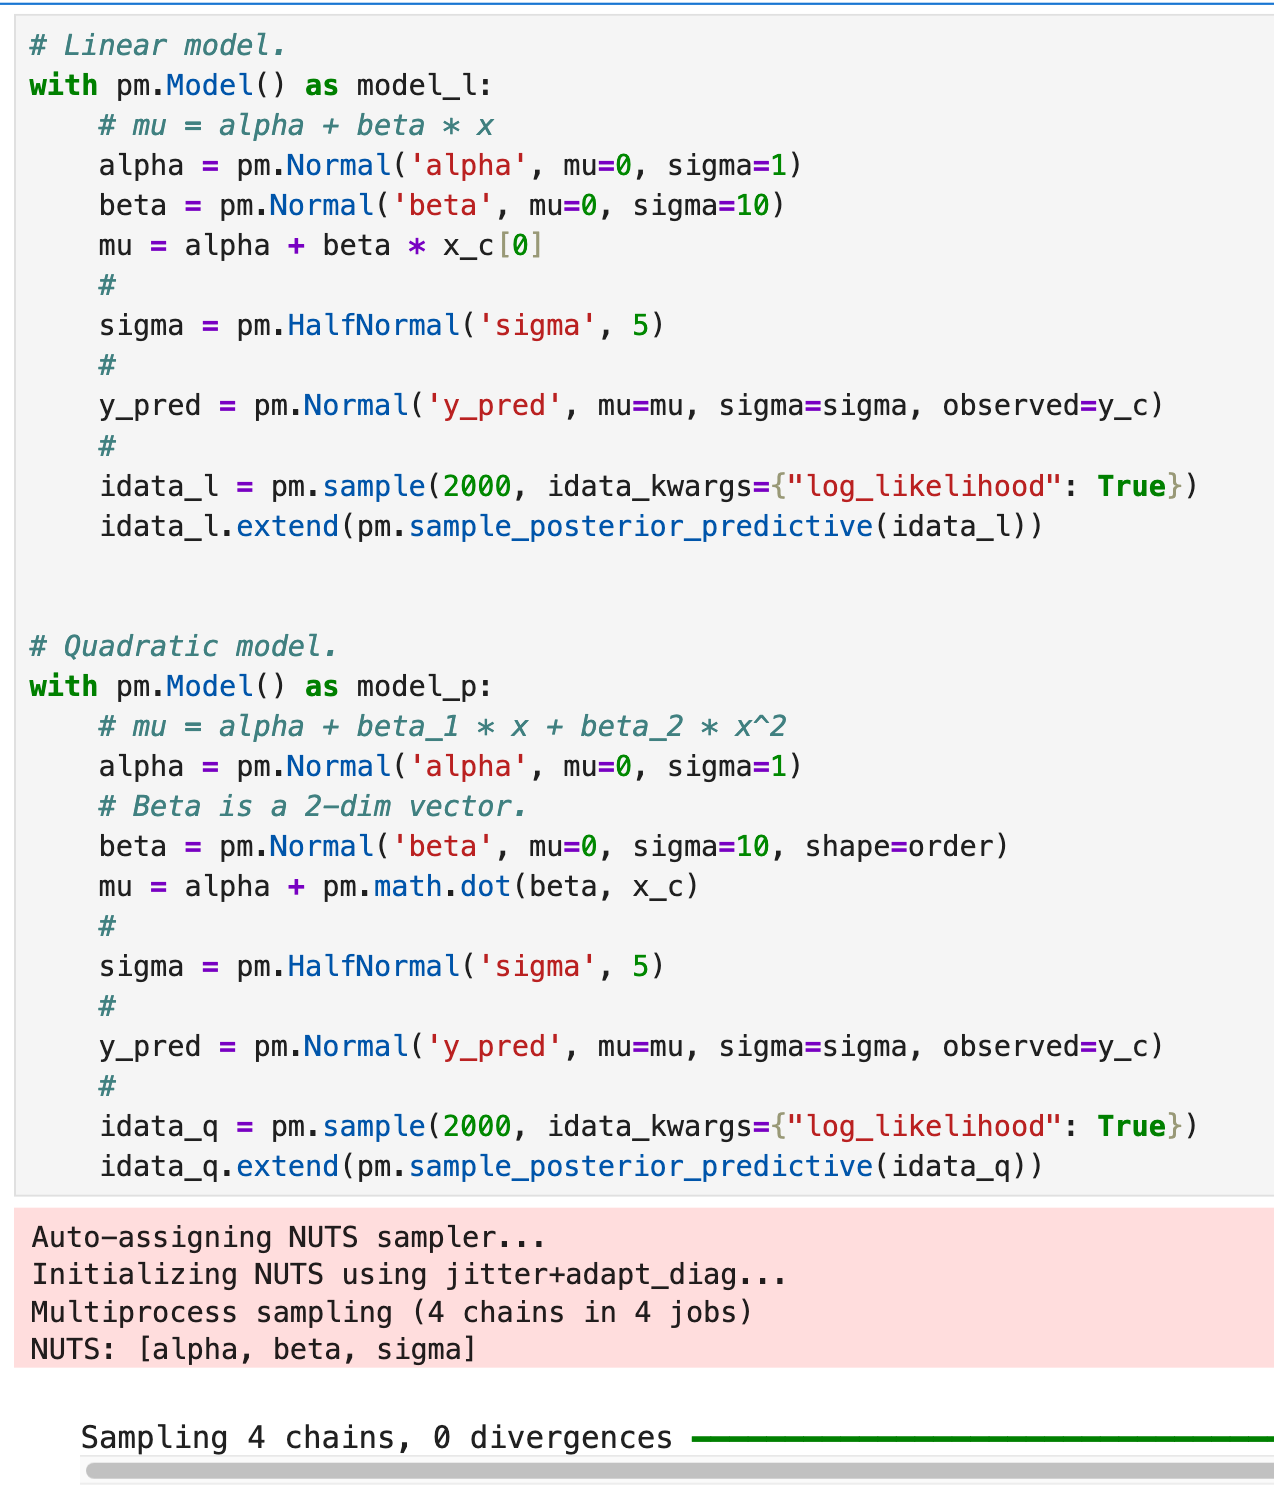 # Linear model.
with pm.Model() as model_l:
    # mu = alpha + beta * x
    alpha = pm.Normal('alpha', mu=0, sigma=1)
    beta = pm.Normal('beta', mu=0, sigma=10)
    mu = alpha + beta * x_c[0]
    #
    sigma = pm.HalfNormal('sigma', 5)
    #
    y_pred = pm.Normal('y_pred', mu=mu, sigma=sigma, observed=y_c)
    #
    idata_l = pm.sample(2000, idata_kwargs={"log_likelihood": True})
    idata_l.extend(pm.sample_posterior_predictive(idata_l))
# Quadratic model.
with pm.Model() as model_p:
    # mu = alpha + beta_1 * x + beta_2 * x^2
    alpha = pm.Normal('alpha', mu=0, sigma=1)
    # Beta is a 2-dim vector.
    beta = pm.Normal('beta', mu=0, sigma=10, shape=order)
    mu = alpha + pm.math.dot(beta, x_c)
    #
    sigma = pm.HalfNormal('sigma', 5)
    #
    y_pred = pm.Normal('y_pred', mu=mu, sigma=sigma, observed=y_c)
    #
    idata_q = pm.sample(2000, idata_kwargs={"log_likelihood": True})
    idata_q.extend(pm.sample_posterior_predictive(idata_q))
Auto-assigning NUTS sampler...
Initializing NUTS using jitter+adapt_diag...
Multiprocess sampling (4 chains in 4 jobs)
NUTS: [alpha, beta, sigma]
Sampling 4 chains, 0 divergences